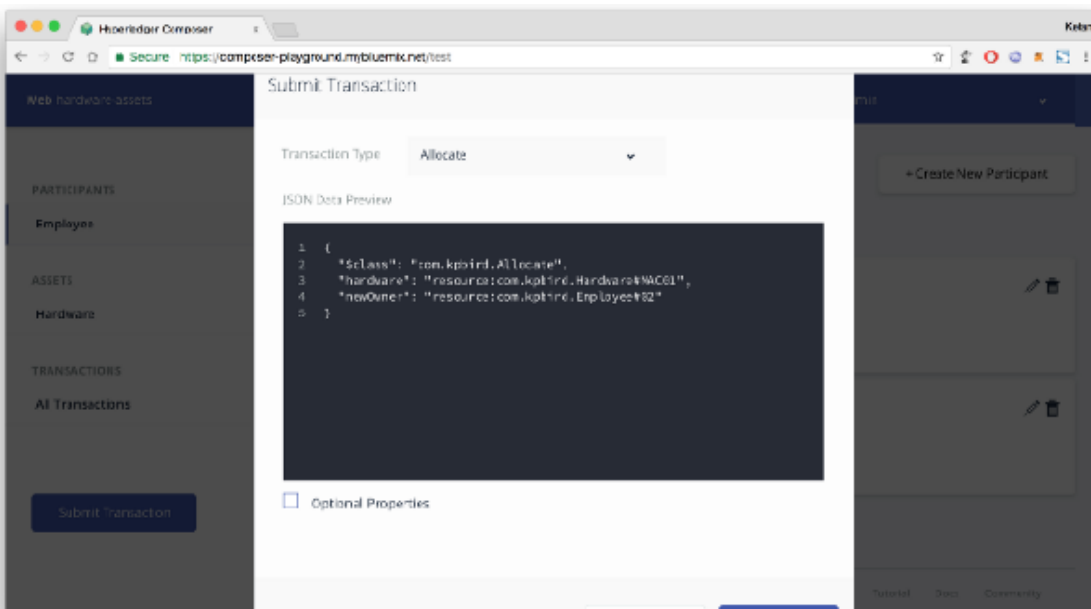 Hyperledger Composer
Secure https://composer-playground.mybluemix.net/test
Web hardware-assets
Submit Transaction
Transaction Type Allocate
+ Create New Participant
PARTICIPANTS
JSON Data Preview
Employee
1 {
2 "$class": "com.kpbird.Allocate",
3 "hardware": "resource:com.kpbird.Hardware#MAC01",
4 "newOwner": "resource:com.kpbird.Employee#02"
5 }
ASSETS
Hardware
TRANSACTIONS
All Transactions
Optional Properties
Submit Transaction
Tutorial Docs Community